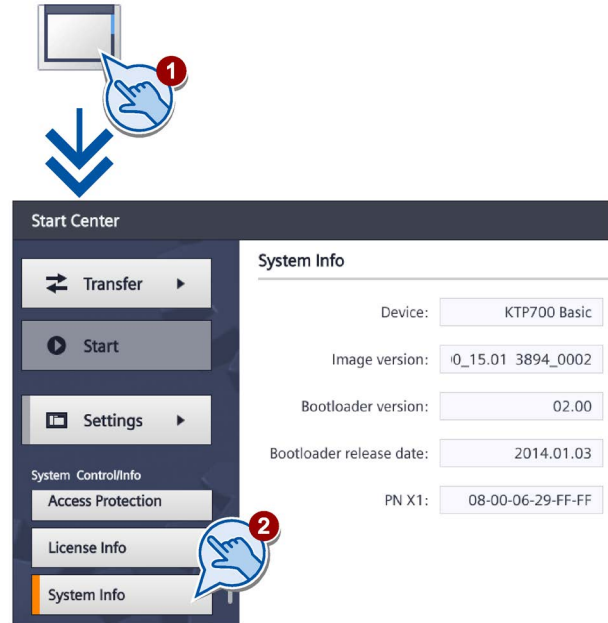 1
Start Center
Transfer
Start
Settings
System Control/Info
Access Protection
License Info
2
System Info
System Info
Device: KTP700 Basic
Image version: 0_15.01 3894_0002
Bootloader version: 02.00
Bootloader release date: 2014.01.03
PN X1: 08-00-06-29-FF-FF